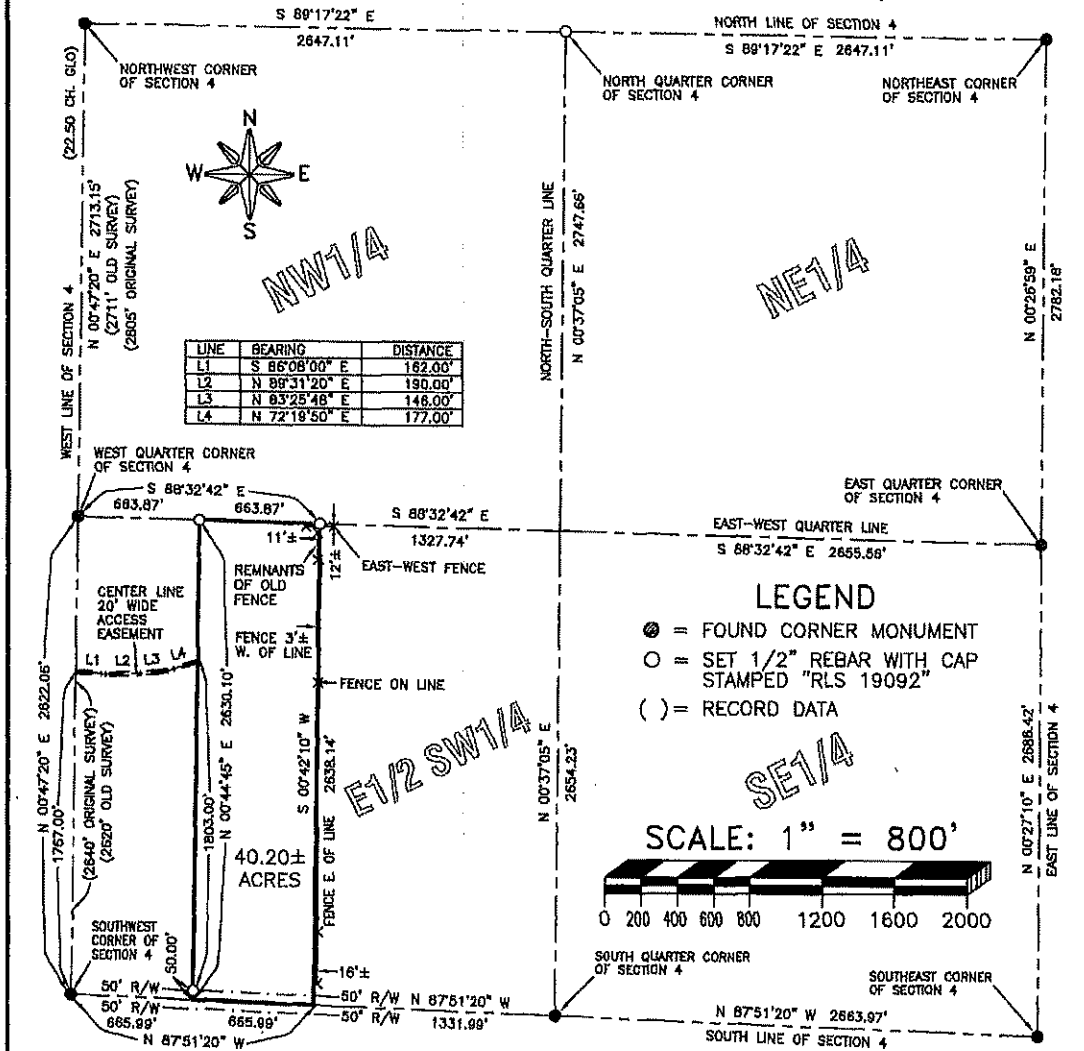 S 89°17'22" E
2647.11'
NORTH LINE OF SECTION 4
S 89°17'22" E 2647.11'
NORTHWEST CORNER
OF SECTION 4
NORTH QUARTER CORNER
OF SECTION 4
NORTHEAST CORNER
OF SECTION 4
(22.50 CH. GLO)
N
W
E
S
WEST LINE OF SECTION 4
N 00°47'20" E 2713.15'
(2711' OLD SURVEY)
(2805' ORIGINAL SURVEY)
NW1/4
NORTH-SOUTH QUARTER LINE
N 00°37'05" E 2747.66'
NE1/4
N 00°26'59" E
2782.18'
LINE BEARING DISTANCE
L1 S 86°08'00" E 162.00'
L2 N 89°31'20" E 190.00'
L3 N 83°25'48" E 146.00'
L4 N 72°19'50" E 177.00'
WEST QUARTER CORNER
OF SECTION 4
S 88°32'42" E
663.87'
663.87'
S 88°32'42" E
1327.74'
EAST QUARTER CORNER
OF SECTION 4
EAST-WEST QUARTER LINE
S 88°32'42" E 2655.58'
11'±
12'±
EAST-WEST FENCE
REMNANTS
OF OLD
FENCE
CENTER LINE
20' WIDE
ACCESS
EASEMENT
L1 L2 L3 L4
FENCE 3'±
W. OF LINE
FENCE ON LINE
LEGEND
= FOUND CORNER MONUMENT
= SET 1/2" REBAR WITH CAP
STAMPED "RLS 19092"
( ) = RECORD DATA
N 00°47'20" E 2622.05'
1767.00'
(2640' ORIGINAL SURVEY)
(2620' OLD SURVEY)
1803.00'
N 00°44'45" E 2630.10'
S 00°42'10" W 2638.14'
FENCE E. OF LINE
40.20±
ACRES
E1/2 SW1/4
N 00°37'05" E
2654.23'
SE1/4
N 00°27'10" E 2688.42'
EAST LINE OF SECTION 4
SCALE: 1" = 800'
0 200 400 600 800 1200 1600 2000
SOUTHWEST
CORNER OF
SECTION 4
50.00'
16'±
SOUTH QUARTER CORNER
OF SECTION 4
SOUTHEAST CORNER
OF SECTION 4
50' R/W
50' R/W
665.99'
665.99'
N 87°51'20" W
50' R/W N 87°51'20" W
50' R/W 1331.99'
N 87°51'20" W 2663.97'
SOUTH LINE OF SECTION 4